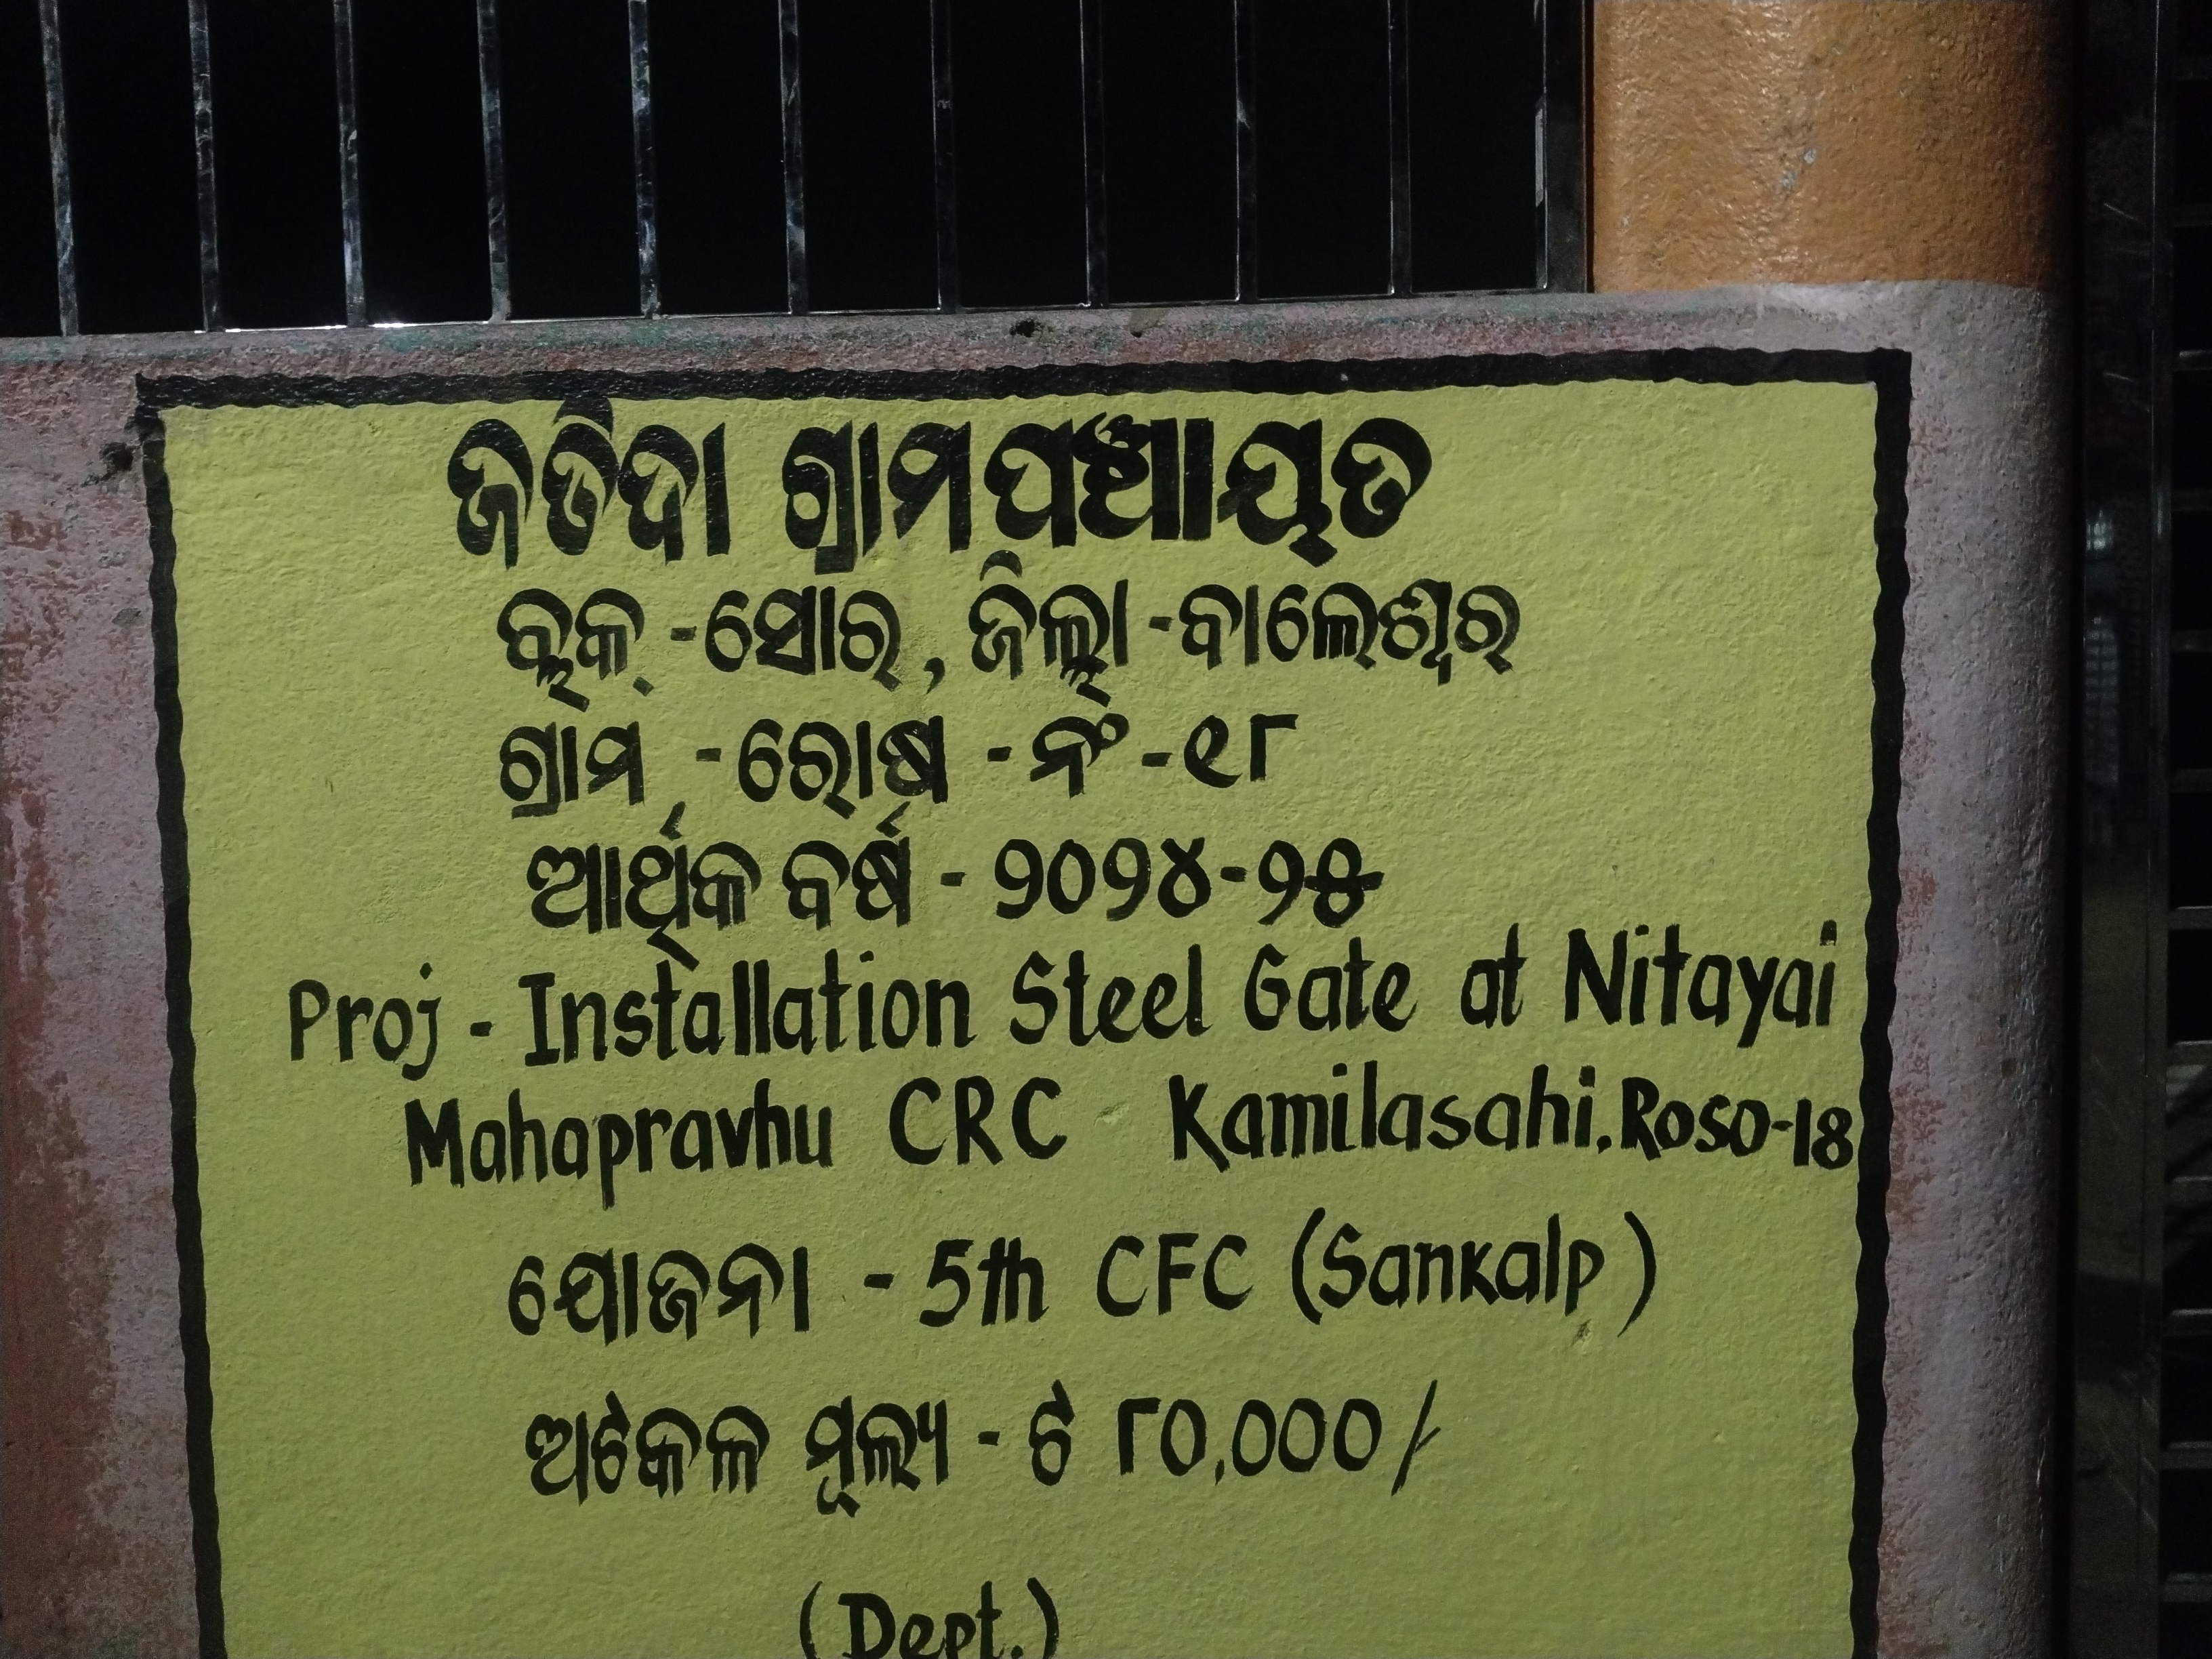 ଜଡିଦା ଗ୍ରାମପଞ୍ଚାୟତ
ବ୍ଲକ୍ -ସୋର, ଜିଲ୍ଲା -ବାଲେଶ୍ଵର
ଗ୍ରାମ - ରୋଷ - ନଂ -୧୮
ଆର୍ଥିକ ବର୍ଷ - ୨୦୨୪-୨୫
Proj - Installation Steel Gate at Nitayai
Mahapravhu CRC Kamilasahi. Roso-18
ଯୋଜନା - 5th CFC (Sankalp)
ଅଟକଳ ମୂଲ୍ୟ - ଟ ୮୦,୦୦୦/-
(Dept.)